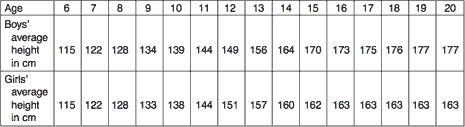 Age 6 7 8 9 10 11 12 13 14 15 16 17 18 19 20
Boys'
average
height 115 122 128 134 139 144 149 156 164 170 173 175 176 177 177
in cm
Girls'
average
height 115 122 128 133 138 144 151 157 160 162 163 163 163 163 163
in cm